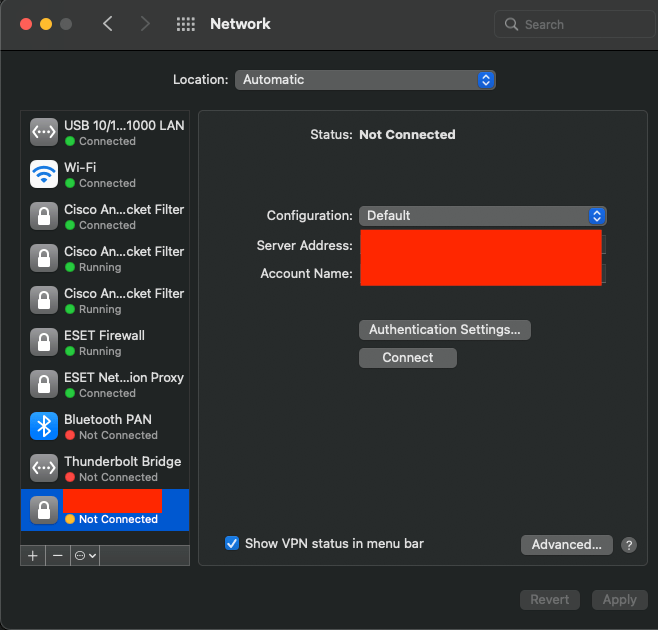 Network
Search
Location: Automatic
USB 10/1...1000 LAN
Connected
Wi-Fi
Connected
Cisco An...cket Filter
Connected
Cisco An...cket Filter
Running
Cisco An...cket Filter
Running
ESET Firewall
Running
ESET Net...ion Proxy
Connected
Bluetooth PAN
Not Connected
Thunderbolt Bridge
Not Connected
Not Connected
Status: Not Connected
Configuration: Default
Server Address:
Account Name:
Authentication Settings...
Connect
Show VPN status in menu bar
Advanced...
?
Revert
Apply